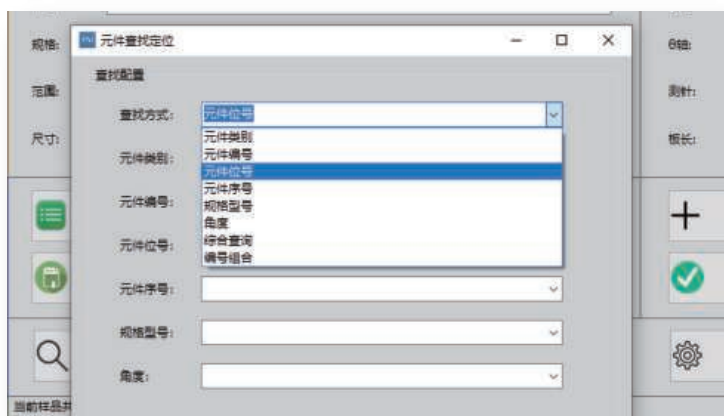 规格:
范围:
尺寸:
元件查找定位
查找配置
查找方式:
元件位号
元件类别
元件编号
元件位号
元件序号
规格型号
角度
综合查询
编号组合
元件类别:
元件编号:
元件位号:
元件序号:
规格型号:
角度:
θ轴:
测针:
板长:
当前样品共